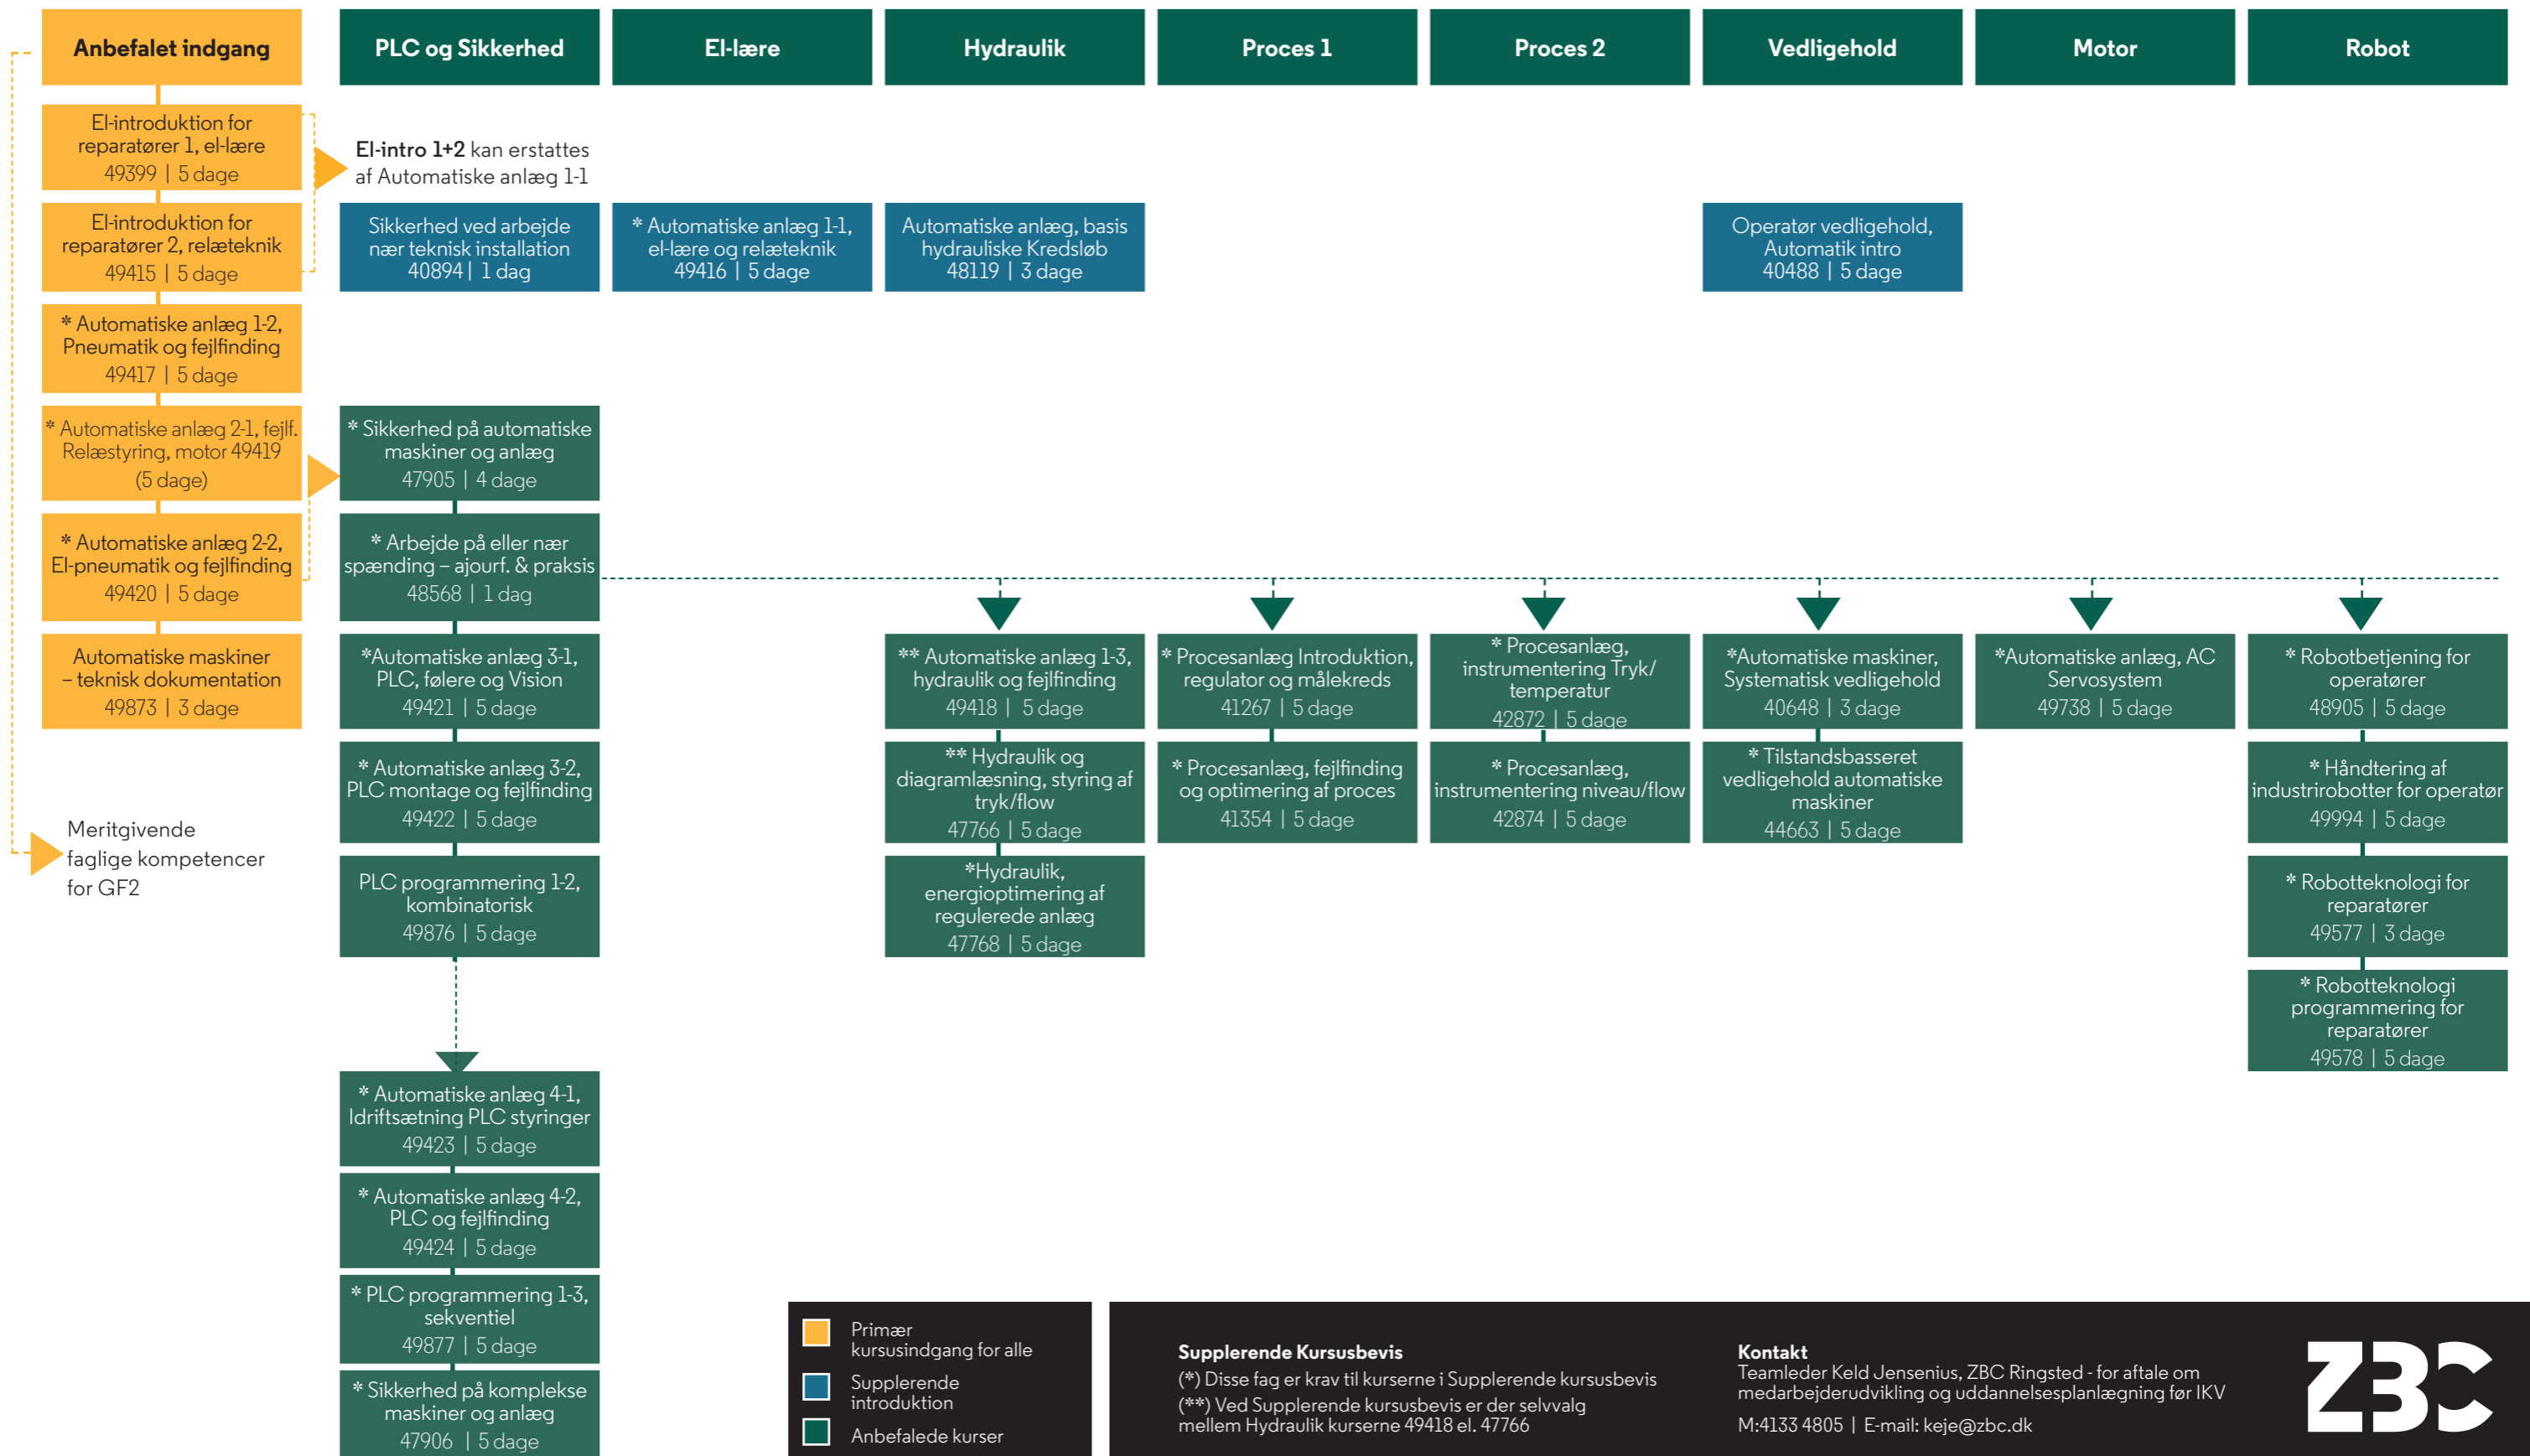 Anbefalet indgang
El-introduktion for
reparatører 1, el-lære
49399 | 5 dage
El-introduktion for
reparatører 2, relæteknik
49415 | 5 dage
* Automatiske anlæg 1-2,
Pneumatik og fejlfinding
49417 | 5 dage
* Automatiske anlæg 2-1, fejlf.
Relæstyring, motor 49419
(5 dage)
* Automatiske anlæg 2-2,
El-pneumatik og fejlfinding
49420 | 5 dage
Automatiske maskiner
– teknisk dokumentation
49873 | 3 dage
Meritgivende
faglige kompetencer
for GF2
PLC og Sikkerhed
El-intro 1+2 kan erstattes
af Automatiske anlæg 1-1
Sikkerhed ved arbejde
nær teknisk installation
40894 | 1 dag
* Sikkerhed på automatiske
maskiner og anlæg
47905 | 4 dage
* Arbejde på eller nær
spænding – ajourf. & praksis
48568 | 1 dag
*Automatiske anlæg 3-1,
PLC, følere og Vision
49421 | 5 dage
* Automatiske anlæg 3-2,
PLC montage og fejlfinding
49422 | 5 dage
PLC programmering 1-2,
kombinatorisk
49876 | 5 dage
* Automatiske anlæg 4-1,
Idriftsætning PLC styringer
49423 | 5 dage
* Automatiske anlæg 4-2,
PLC og fejlfinding
49424 | 5 dage
* PLC programmering 1-3,
sekventiel
49877 | 5 dage
* Sikkerhed på komplekse
maskiner og anlæg
47906 | 5 dage
El-lære
* Automatiske anlæg 1-1,
el-lære og relæteknik
49416 | 5 dage
Hydraulik
Automatiske anlæg, basis
hydrauliske Kredsløb
48119 | 3 dage
** Automatiske anlæg 1-3,
hydraulik og fejlfinding
49418 | 5 dage
** Hydraulik og
diagramlæsning, styring af
tryk/flow
47766 | 5 dage
*Hydraulik,
energioptimering af
regulerede anlæg
47768 | 5 dage
Proces 1
* Procesanlæg Introduktion,
regulator og målekreds
41267 | 5 dage
* Procesanlæg, fejlfinding
og optimering af proces
41354 | 5 dage
Proces 2
* Procesanlæg,
instrumentering Tryk/
temperatur
42872 | 5 dage
* Procesanlæg,
instrumentering niveau/flow
42874 | 5 dage
Vedligehold
Operatør vedligehold,
Automatik intro
40488 | 5 dage
*Automatiske maskiner,
Systematisk vedligehold
40648 | 3 dage
* Tilstandsbasseret
vedligehold automatiske
maskiner
44663 | 5 dage
Motor
*Automatiske anlæg, AC
Servosystem
49738 | 5 dage
Robot
* Robotbetjening for
operatører
48905 | 5 dage
* Håndtering af
industrirobotter for operatør
49994 | 5 dage
* Robotteknologi for
reparatører
49577 | 3 dage
* Robotteknologi
programmering for
reparatører
49578 | 5 dage
Primær
kursusindgang for alle
Supplerende
introduktion
Anbefalede kurser
Supplerende Kursusbevis
(*) Disse fag er krav til kurserne i Supplerende kursusbevis
(**) Ved Supplerende kursusbevis er der selvvalg
mellem Hydraulik kurserne 49418 el. 47766
Kontakt
Teamleder Keld Jensenius, ZBC Ringsted - for aftale om
medarbejderudvikling og uddannelsesplanlægning før IKV
M:4133 4805 | E-mail: keje@zbc.dk
ZBC